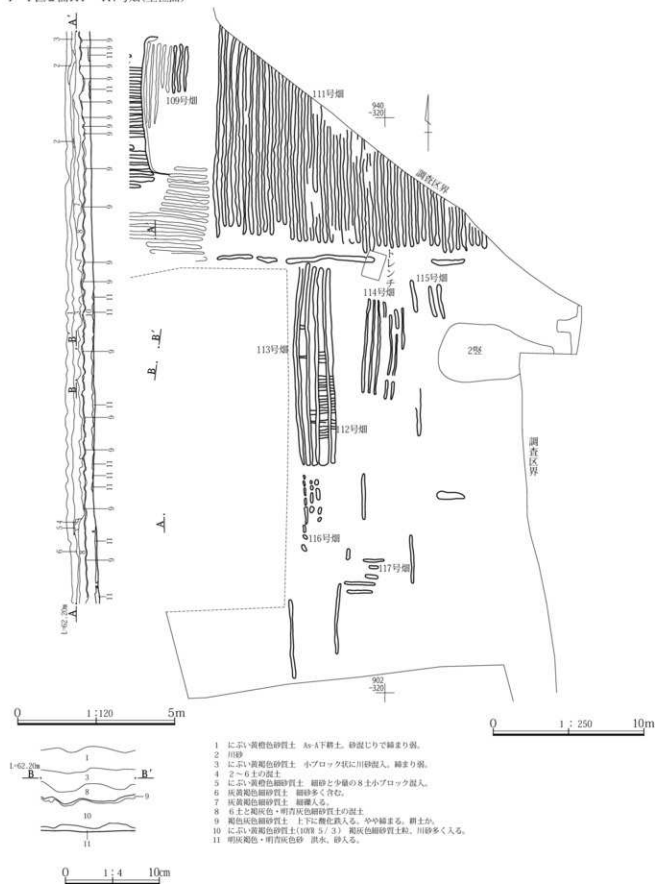 A'
109号畑
111号畑
940
-320
調査区界
A'
トレンチ
114号畑
115号畑
113号畑
B'
B
2竪
112号畑
調査区界
A
116号畑
117号畑
902
-320
L=62.20m
A
0 1:120 5m
0 1:250 10m
L=62.20m
B B'
1
3
8
9
10
11
0 1:4 10cm
1 にぶい黄橙色砂質土 As-A下耕土。砂混じりで締まり弱。
2 川砂
3 にぶい黄褐色細砂質土 小ブロック状に川砂混入。締まり弱。
4 2~6土の混土
5 にぶい黄橙色細砂質土 細砂と少量の8土小ブロック混入。
6 灰黄褐色細砂質土 細砂多く含む。
7 灰黄褐色細砂質土 細礫入る。
8 6土と褐灰色・明青灰色細砂質土の混土
9 褐色灰色細砂質土 上下に酸化鉄入る。やや締まる。耕土か。
10 にぶい黄褐色砂質土(10YR 5/3) 褐灰色細砂質土粒、川砂多く入る。
11 明灰褐色・明青灰色砂 洪水、砂入る。